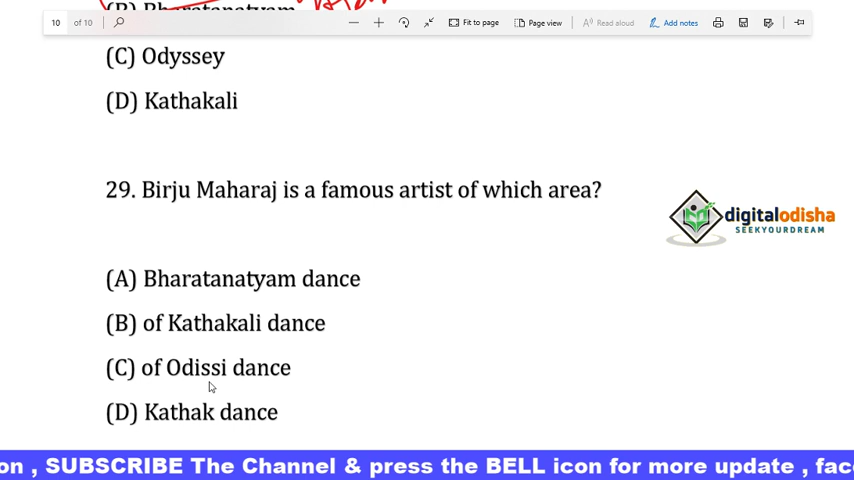 (B) Bharatanatyam
10 of 10 Fit to page Page view Read aloud Add notes
(C) Odyssey
(D) Kathakali
29. Birju Maharaj is a famous artist of which area?
digitalodisha
SEEKYOURDREAM
(A) Bharatanatyam dance
(B) of Kathakali dance
(C) of Odissi dance
(D) Kathak dance
on , SUBSCRIBE The Channel & press the BELL icon for more update , fac